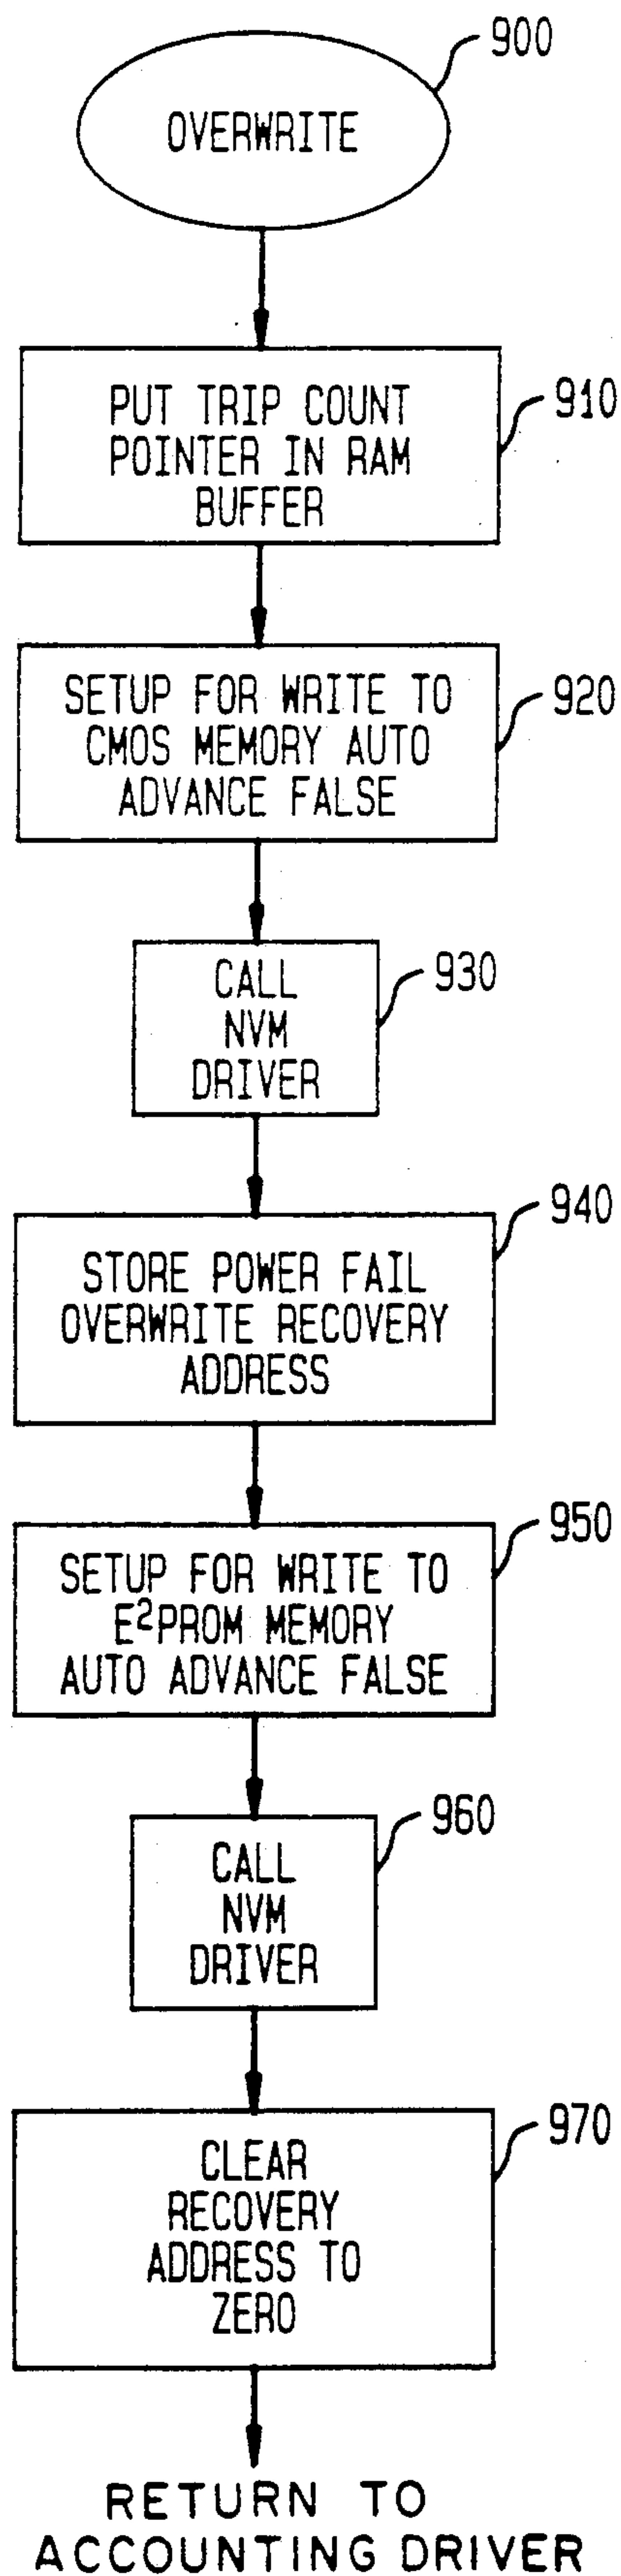 900
OVERWRITE
PUT TRIP COUNT
POINTER IN RAM
BUFFER
910
SETUP FOR WRITE TO
CMOS MEMORY AUTO
ADVANCE FALSE
920
CALL
NVM
DRIVER
930
STORE POWER FAIL
OVERWRITE RECOVERY
ADDRESS
940
SETUP FOR WRITE TO
E²PROM MEMORY
AUTO ADVANCE FALSE
950
CALL
NVM
DRIVER
960
CLEAR
RECOVERY
ADDRESS TO
ZERO
970
RETURN TO
ACCOUNTING DRIVER